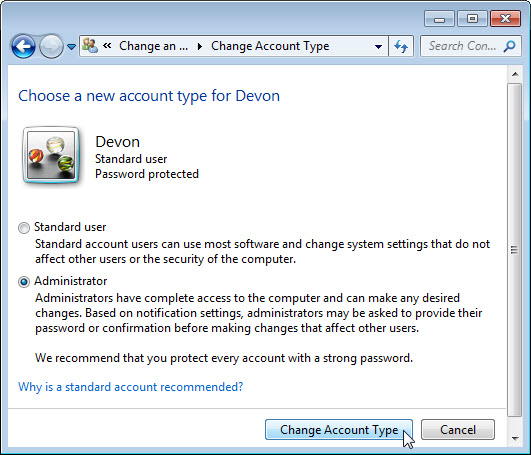 « Change an ... Change Account Type Search Con...
Choose a new account type for Devon
Devon
Standard user
Password protected
Standard user
Standard account users can use most software and change system settings that do not
affect other users or the security of the computer.
Administrator
Administrators have complete access to the computer and can make any desired
changes. Based on notification settings, administrators may be asked to provide their
password or confirmation before making changes that affect other users.
We recommend that you protect every account with a strong password.
Why is a standard account recommended?
Change Account Type Cancel